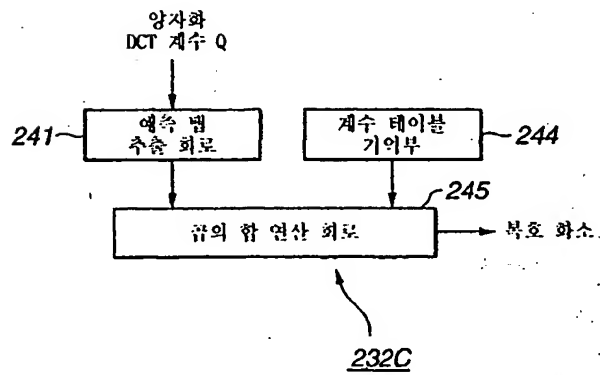 양자화
DCT 계수 Q
241
예측 탭
추출 회로
계수 테이블
기억부
244
245
곱의 합 연산 회로
복호 화소
232C